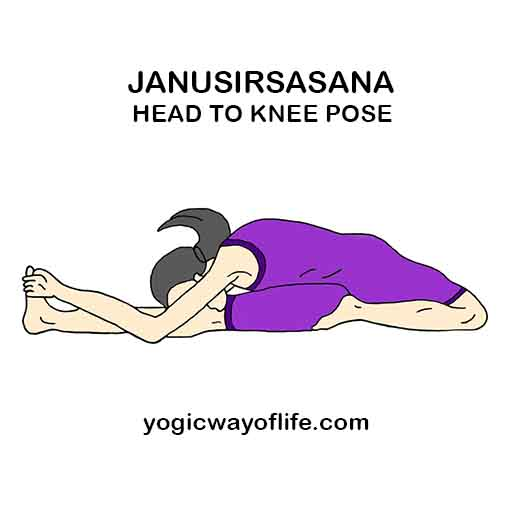 JANUSIRSASANA
HEAD TO KNEE POSE
yogicwayoflife.com